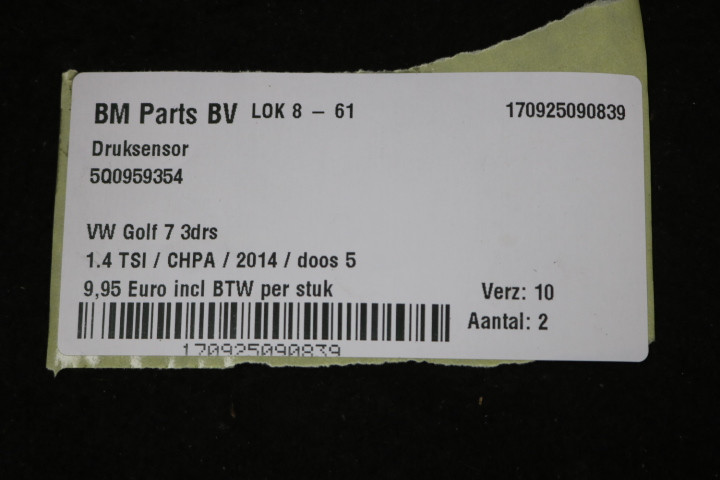 BM Parts BV LOK 8 – 61 170925090839
Druksensor
5Q0959354
VW Golf 7 3drs
1.4 TSI / CHPA / 2014 / doos 5
9,95 Euro incl BTW per stuk Verz: 10
Aantal: 2
170925090839